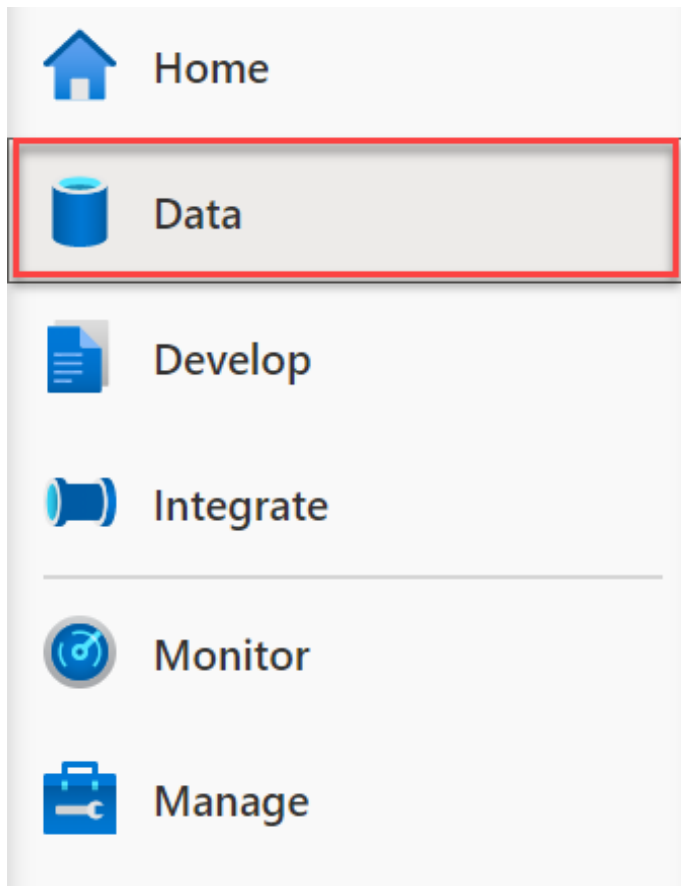 Home
Data
Develop
Integrate
Monitor
Manage